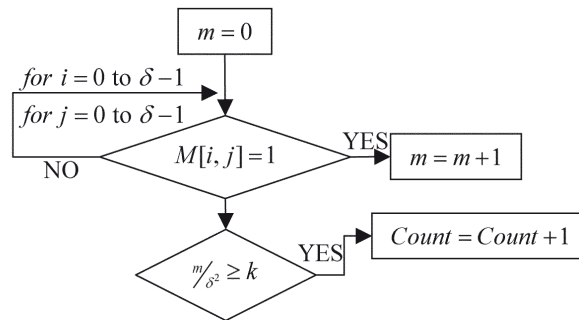 m = 0
for i = 0 to δ − 1
for j = 0 to δ − 1
M[i, j] = 1
YES
m = m + 1
NO
YES
Count = Count + 1
m/δ² ≥ k